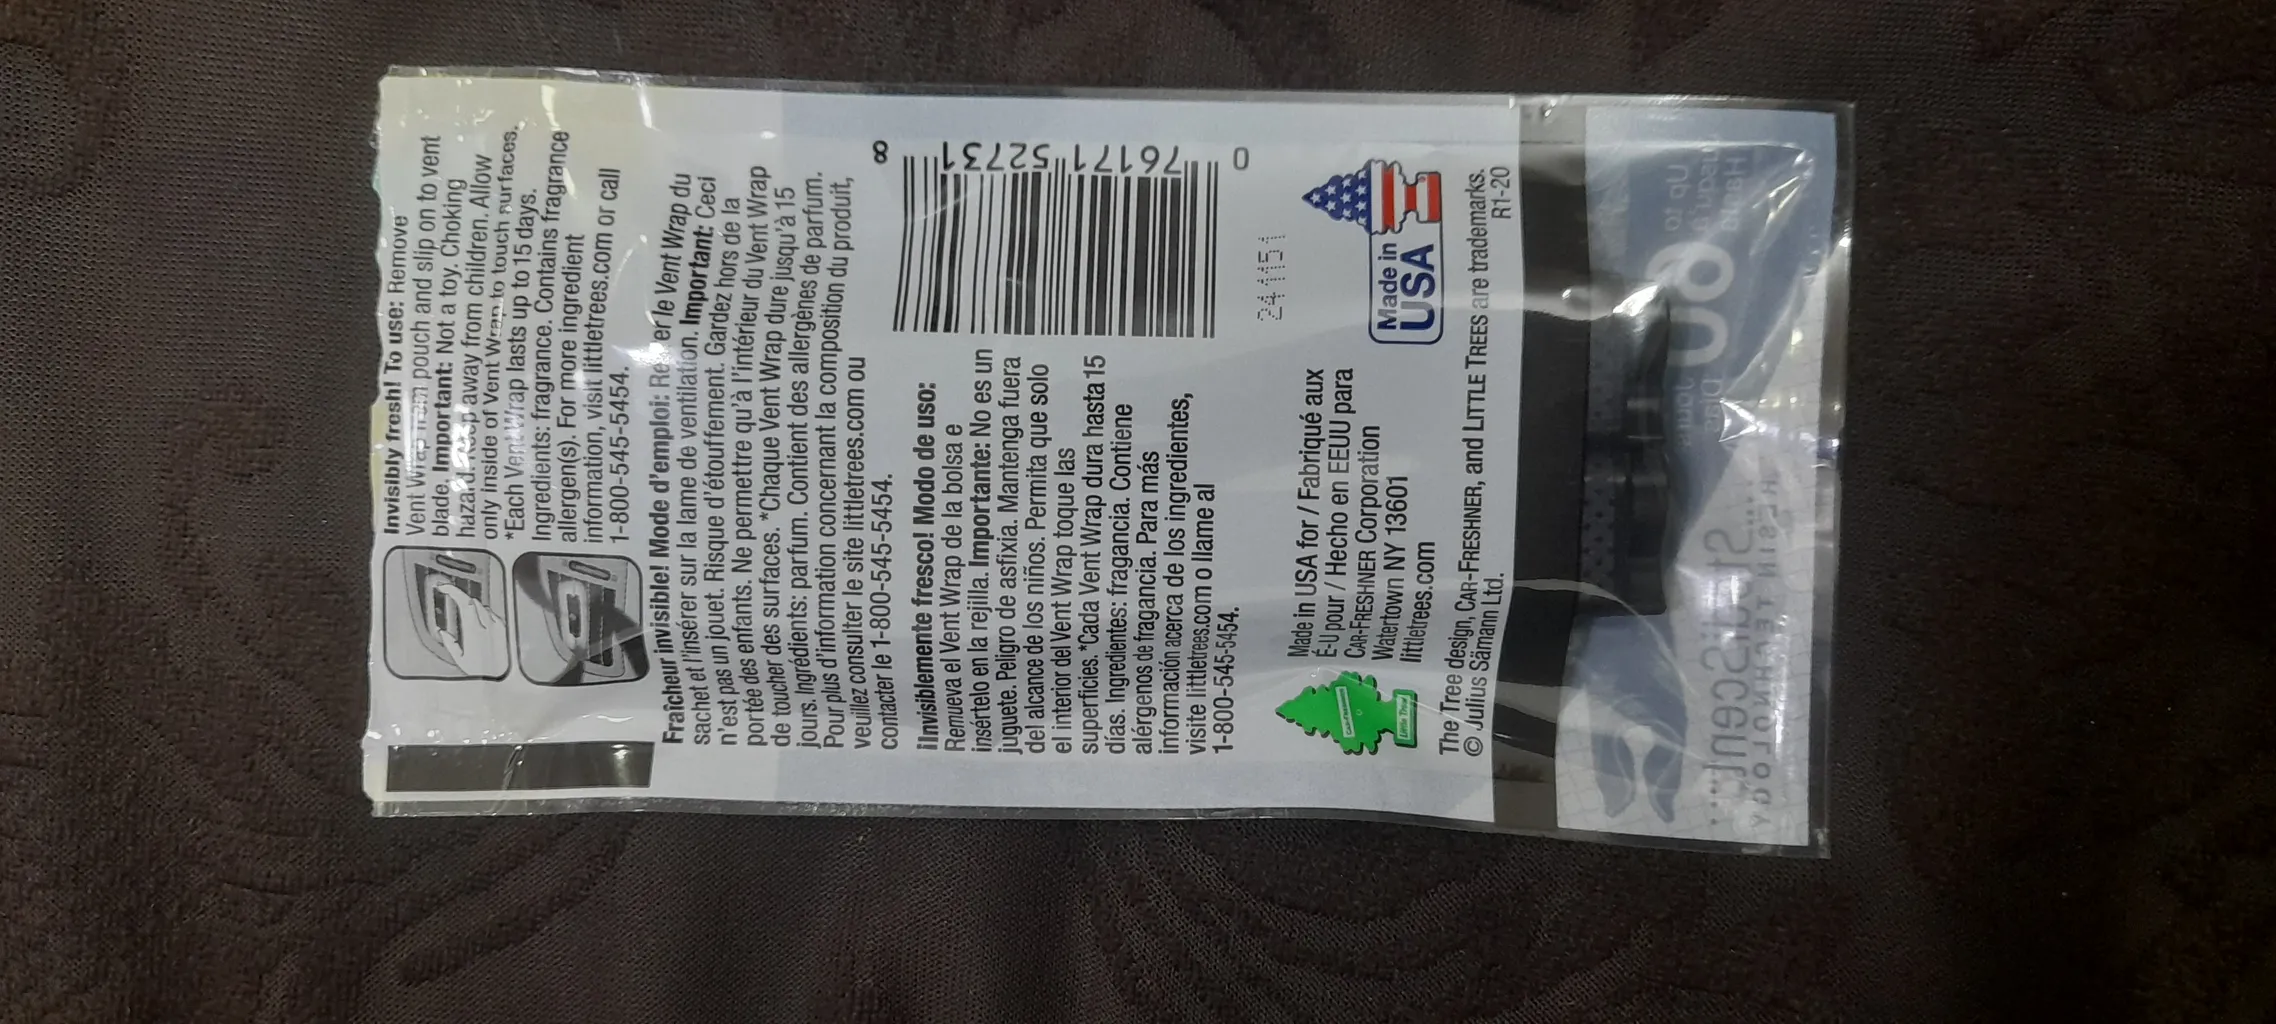 Invisibly fresh! To use: Remove
Vent Wrap from pouch and slip on to vent
blade. Important: Not a toy. Choking
hazard. Keep away from children. Allow
only inside of Vent Wrap to touch surfaces.
*Each Vent Wrap lasts up to 15 days.
Ingredients: fragrance. Contains fragrance
allergen(s). For more ingredient
information, visit littletrees.com or call
1-800-545-5454.
Fraîcheur invisible! Mode d'emploi: er le Vent Wrap du
sachet et l'insérer sur la lame de ventilation. Important: Ceci
n'est pas un jouet. Risque d'étouffement. Gardez hors de la
portée des enfants. Ne permettre qu'à l'intérieur du Vent Wrap
de toucher des surfaces. *Chaque Vent Wrap dure jusqu'à 15
jours. Ingrédients: parfum. Contient des allergènes de parfum.
Pour plus d'information concernant la composition du produit,
veuillez consulter le site littletrees.com ou
contacter le 1-800-545-5454.
¡Invisiblemente fresco! Modo de uso:
Remueva el Vent Wrap de la bolsa e
insértelo en la rejilla. Importante: No es un
juguete. Peligro de asfixia. Mantenga fuera
del alcance de los niños. Permita que solo
el interior del Vent Wrap toque las
superficies. *Cada Vent Wrap dura hasta 15
días. Ingredientes: fragancia. Contiene
alérgenos de fragancia. Para más
información acerca de los ingredientes,
visite littletrees.com o llame al
1-800-545-5454.
0 76171 52731 8
241151
Made in USA for / Fabriqué aux
É-U pour / Hecho en EEUU para
CAR-FRESHNER Corporation
Watertown NY 13601
littletrees.com
CAR-FRESHNER
Little Trees
Made in
USA
The Tree design, CAR-FRESHNER, and LITTLE TREES are trademarks.
© Julius Sämann Ltd.
R1-20
Up to
60
jours
Días